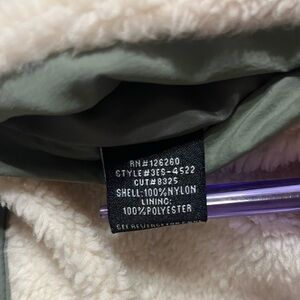 RN#126260
STYLE#3ES-4522
CUT#8325
SHELL:100%NYLON
LINING:
100%POLYESTER